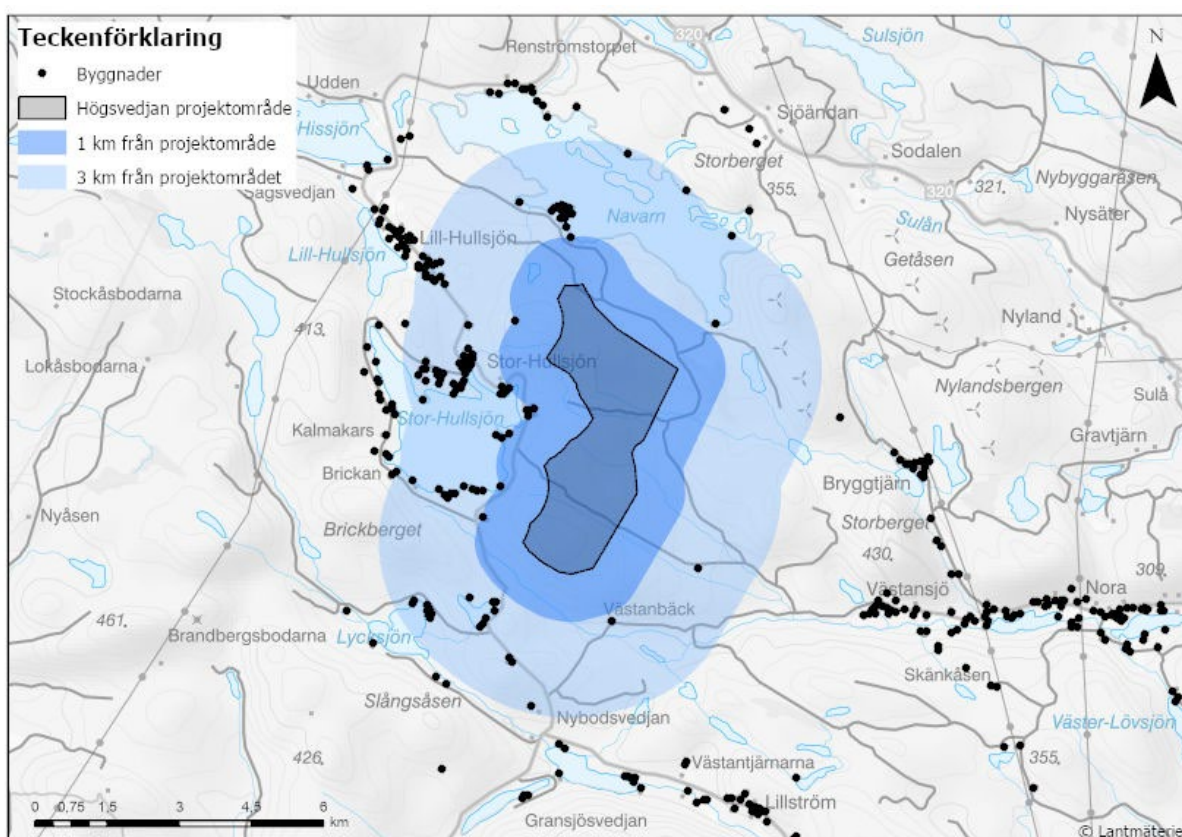 Teckenförklaring
Byggnader
Högsvedjan projektområde
1 km från projektområde
3 km från projektområdet
Renströmstorpet
320
Sulsjön
N
Udden
Hissjön
Sjöändan
Storberget
Sodalen
355
320
321
Nybyggaråsen
Sågsvedjan
Navarn
Sulån
Nysäter
Lill-Hullsjön
Lill-Hullsjön
Getåsen
Stockåsbodarna
413
Nyland
Lokåsbodarna
Stor-Hullsjön
Nylandsbergen
Sulå
Stor-Hullsjön
Kalmakars
Gravtjärn
Brickan
Bryggtjärn
Nyåsen
Brickberget
Storberget
430
309
Västansjö
Nora
461
Västanbäck
Brandbergsbodarna
Lycksjön
Skänkåsen
Slångsåsen
Nybodsvedjan
Väster-Lövsjön
426
355
Västantjärnarna
Lillström
Gransjösvedjan
0 0,75 1,5 3 4,5 6
km
© Lantmäteriet